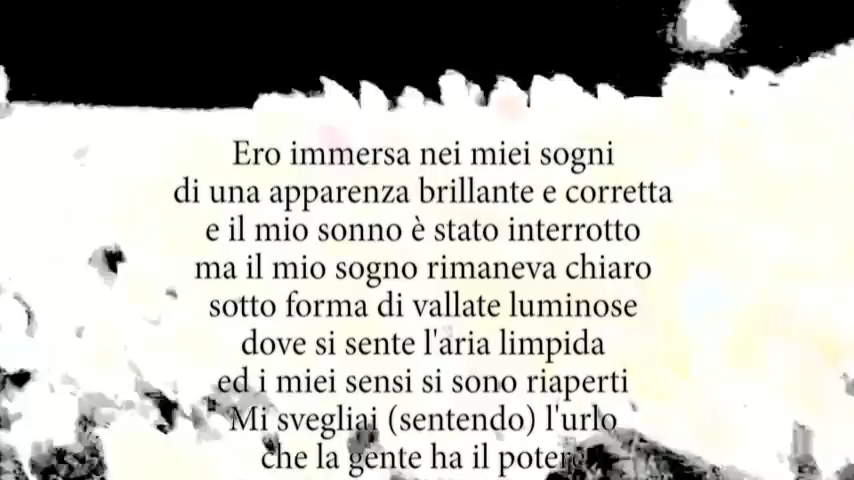 Ero immersa nei miei sogni
di una apparenza brillante e corretta
e il mio sonno è stato interrotto
ma il mio sogno rimaneva chiaro
sotto forma di vallate luminose
dove si sente l'aria limpida
ed i miei sensi si sono riaperti
Mi svegliai (sentendo) l'urlo
che la gente ha il potere